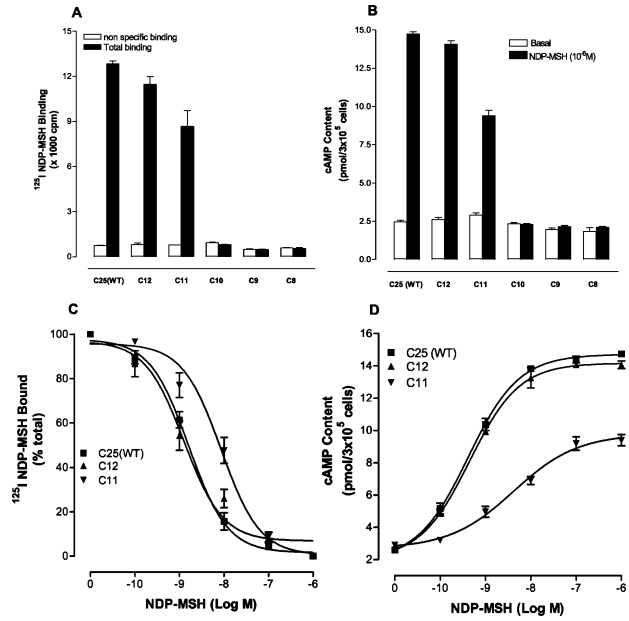 A
non specific binding
Total binding
¹²⁵I NDP-MSH Binding
(x 1000 cpm)
15
12
9
6
3
0
C25(WT) C12 C11 C10 C9 C8
B
Basal
NDP-MSH (10⁻⁶M)
cAMP Content
(pmol/3x10⁵ cells)
15.0
12.5
10.0
7.5
5.0
2.5
0.0
C25 (WT) C12 C11 C10 C9 C8
C
¹²⁵I NDP-MSH Bound
(% total)
100
80
60
40
20
0
C25(WT)
C12
C11
0 -10 -9 -8 -7 -6
NDP-MSH (Log M)
D
C25 (WT)
C12
C11
cAMP Content
(pmol/3x10⁵ cells)
16
14
12
10
8
6
4
2
0 -10 -9 -8 -7 -6
NDP-MSH (Log M)